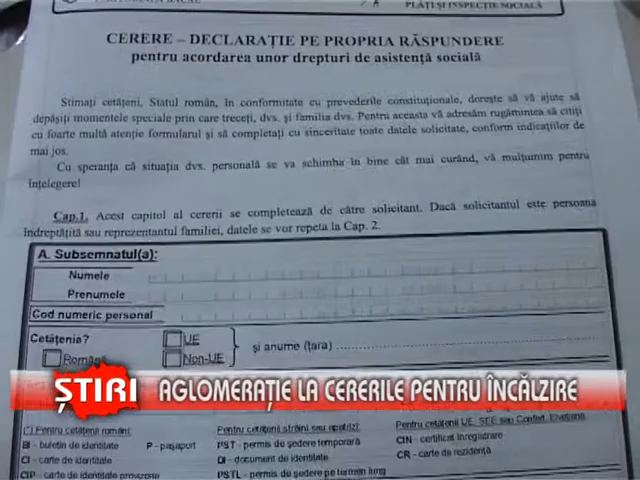 PLĂȚI ȘI INSPECȚIE SOCIALĂ
CERERE – DECLARAȚIE PE PROPRIA RĂSPUNDERE
pentru acordarea unor drepturi de asistență socială
Stimați cetățeni, Statul român, în conformitate cu prevederile constituționale, dorește să vă ajute să
depășiți momentele speciale prin care treceți, dvs. și familia dvs. Pentru aceasta vă adresăm rugămintea să citiți
cu foarte multă atenție formularul și să completați cu sinceritate toate datele solicitate, conform indicațiilor de
mai jos.
Cu speranța că situația dvs. personală se va schimba în bine cât mai curând, vă mulțumim pentru
înțelegere!
Cap.1. Acest capitol al cererii se completează de către solicitant. Dacă solicitantul este persoana
îndreptățită sau reprezentantul familiei, datele se vor repeta la Cap. 2.
A. Subsemnatul(a):
Numele
Prenumele
Cod numeric personal
Cetățenia?
UE
și anume (țara)
Română
Non-UE
ȘTIRI AGLOMERAȚIE LA CERERILE PENTRU ÎNCĂLZIRE
(*) Pentru cetățenii români:
Pentru cetățenii străini sau apatrizi:
Pentru cetățenii UE, SEE sau Confed. Elvețiană
BI - buletin de identitate
P - pașaport
PST - permis de ședere temporară
CIN - certificat înregistrare
CI - carte de identitate
DI - document de identitate
CR - carte de rezidență
CIP - carte de identitate provizorie
PSTL - permis de ședere pe termen lung